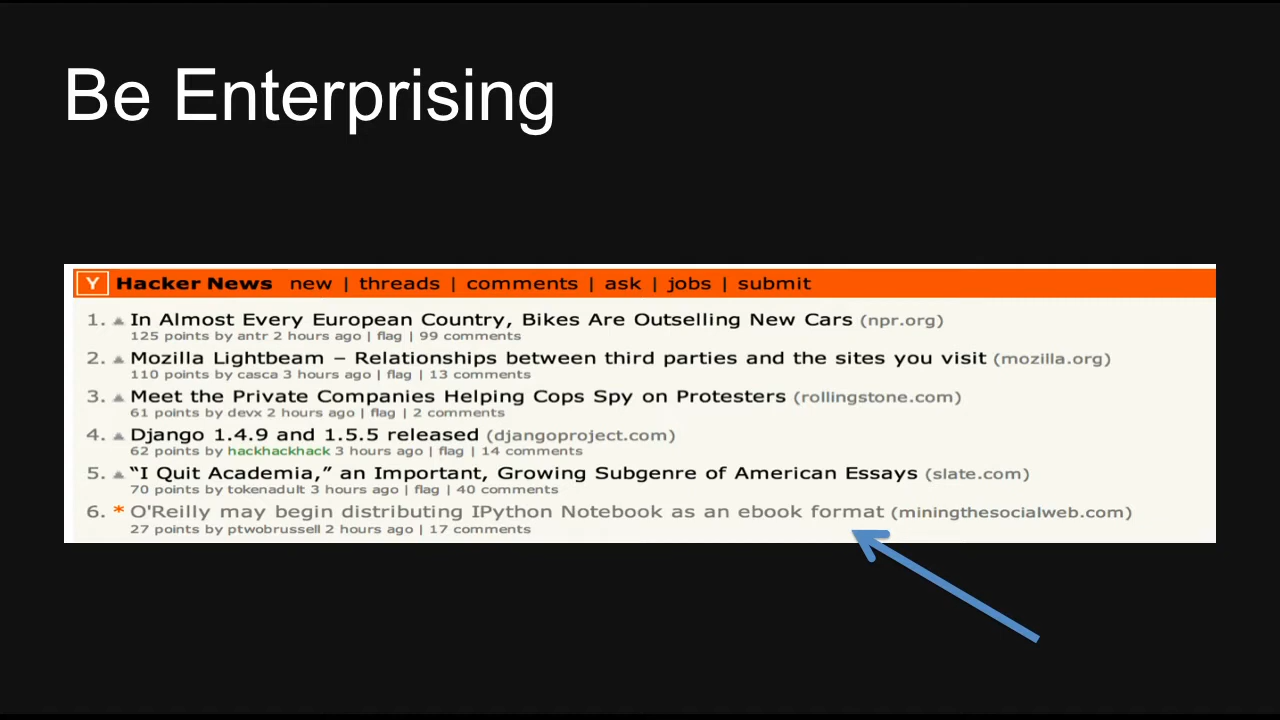 Be Enterprising
Y Hacker News new | threads | comments | ask | jobs | submit
1. In Almost Every European Country, Bikes Are Outselling New Cars (npr.org)
125 points by antr 2 hours ago | flag | 99 comments
2. Mozilla Lightbeam – Relationships between third parties and the sites you visit (mozilla.org)
110 points by casca 3 hours ago | flag | 13 comments
3. Meet the Private Companies Helping Cops Spy on Protesters (rollingstone.com)
61 points by devx 2 hours ago | flag | 2 comments
4. Django 1.4.9 and 1.5.5 released (djangoproject.com)
62 points by hackhackhack 3 hours ago | flag | 14 comments
5. “I Quit Academia,” an Important, Growing Subgenre of American Essays (slate.com)
70 points by tokenadult 3 hours ago | flag | 40 comments
6. * O'Reilly may begin distributing IPython Notebook as an ebook format (miningthesocialweb.com)
27 points by ptwobrussell 2 hours ago | 17 comments